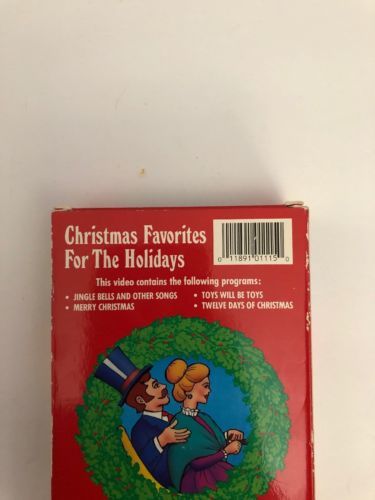 Christmas Favorites
For The Holidays
0 11891 01115 0
This video contains the following programs:
• JINGLE BELLS AND OTHER SONGS
• MERRY CHRISTMAS
• TOYS WILL BE TOYS
• TWELVE DAYS OF CHRISTMAS